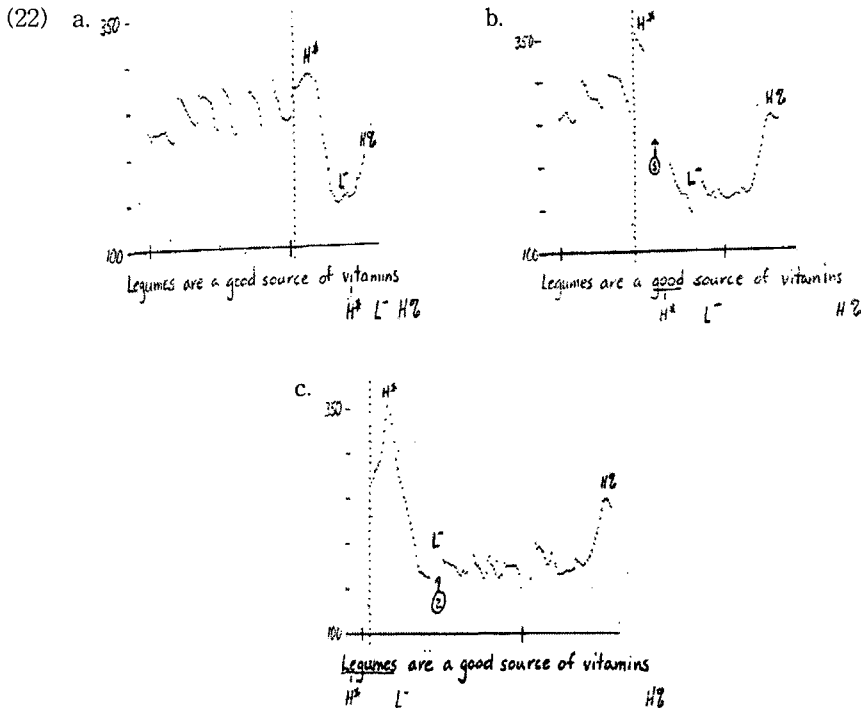 (22) a. 350-
H*
H%
L-
100
Legumes are a good source of vitamins
H* L- H%
b. 350-
H*
H%
L-
100-
Legumes are a good source of vitamins
H* L- H%
c. 350-
H*
H%
L-
2
100-
Legumes are a good source of vitamins
H* L- H%